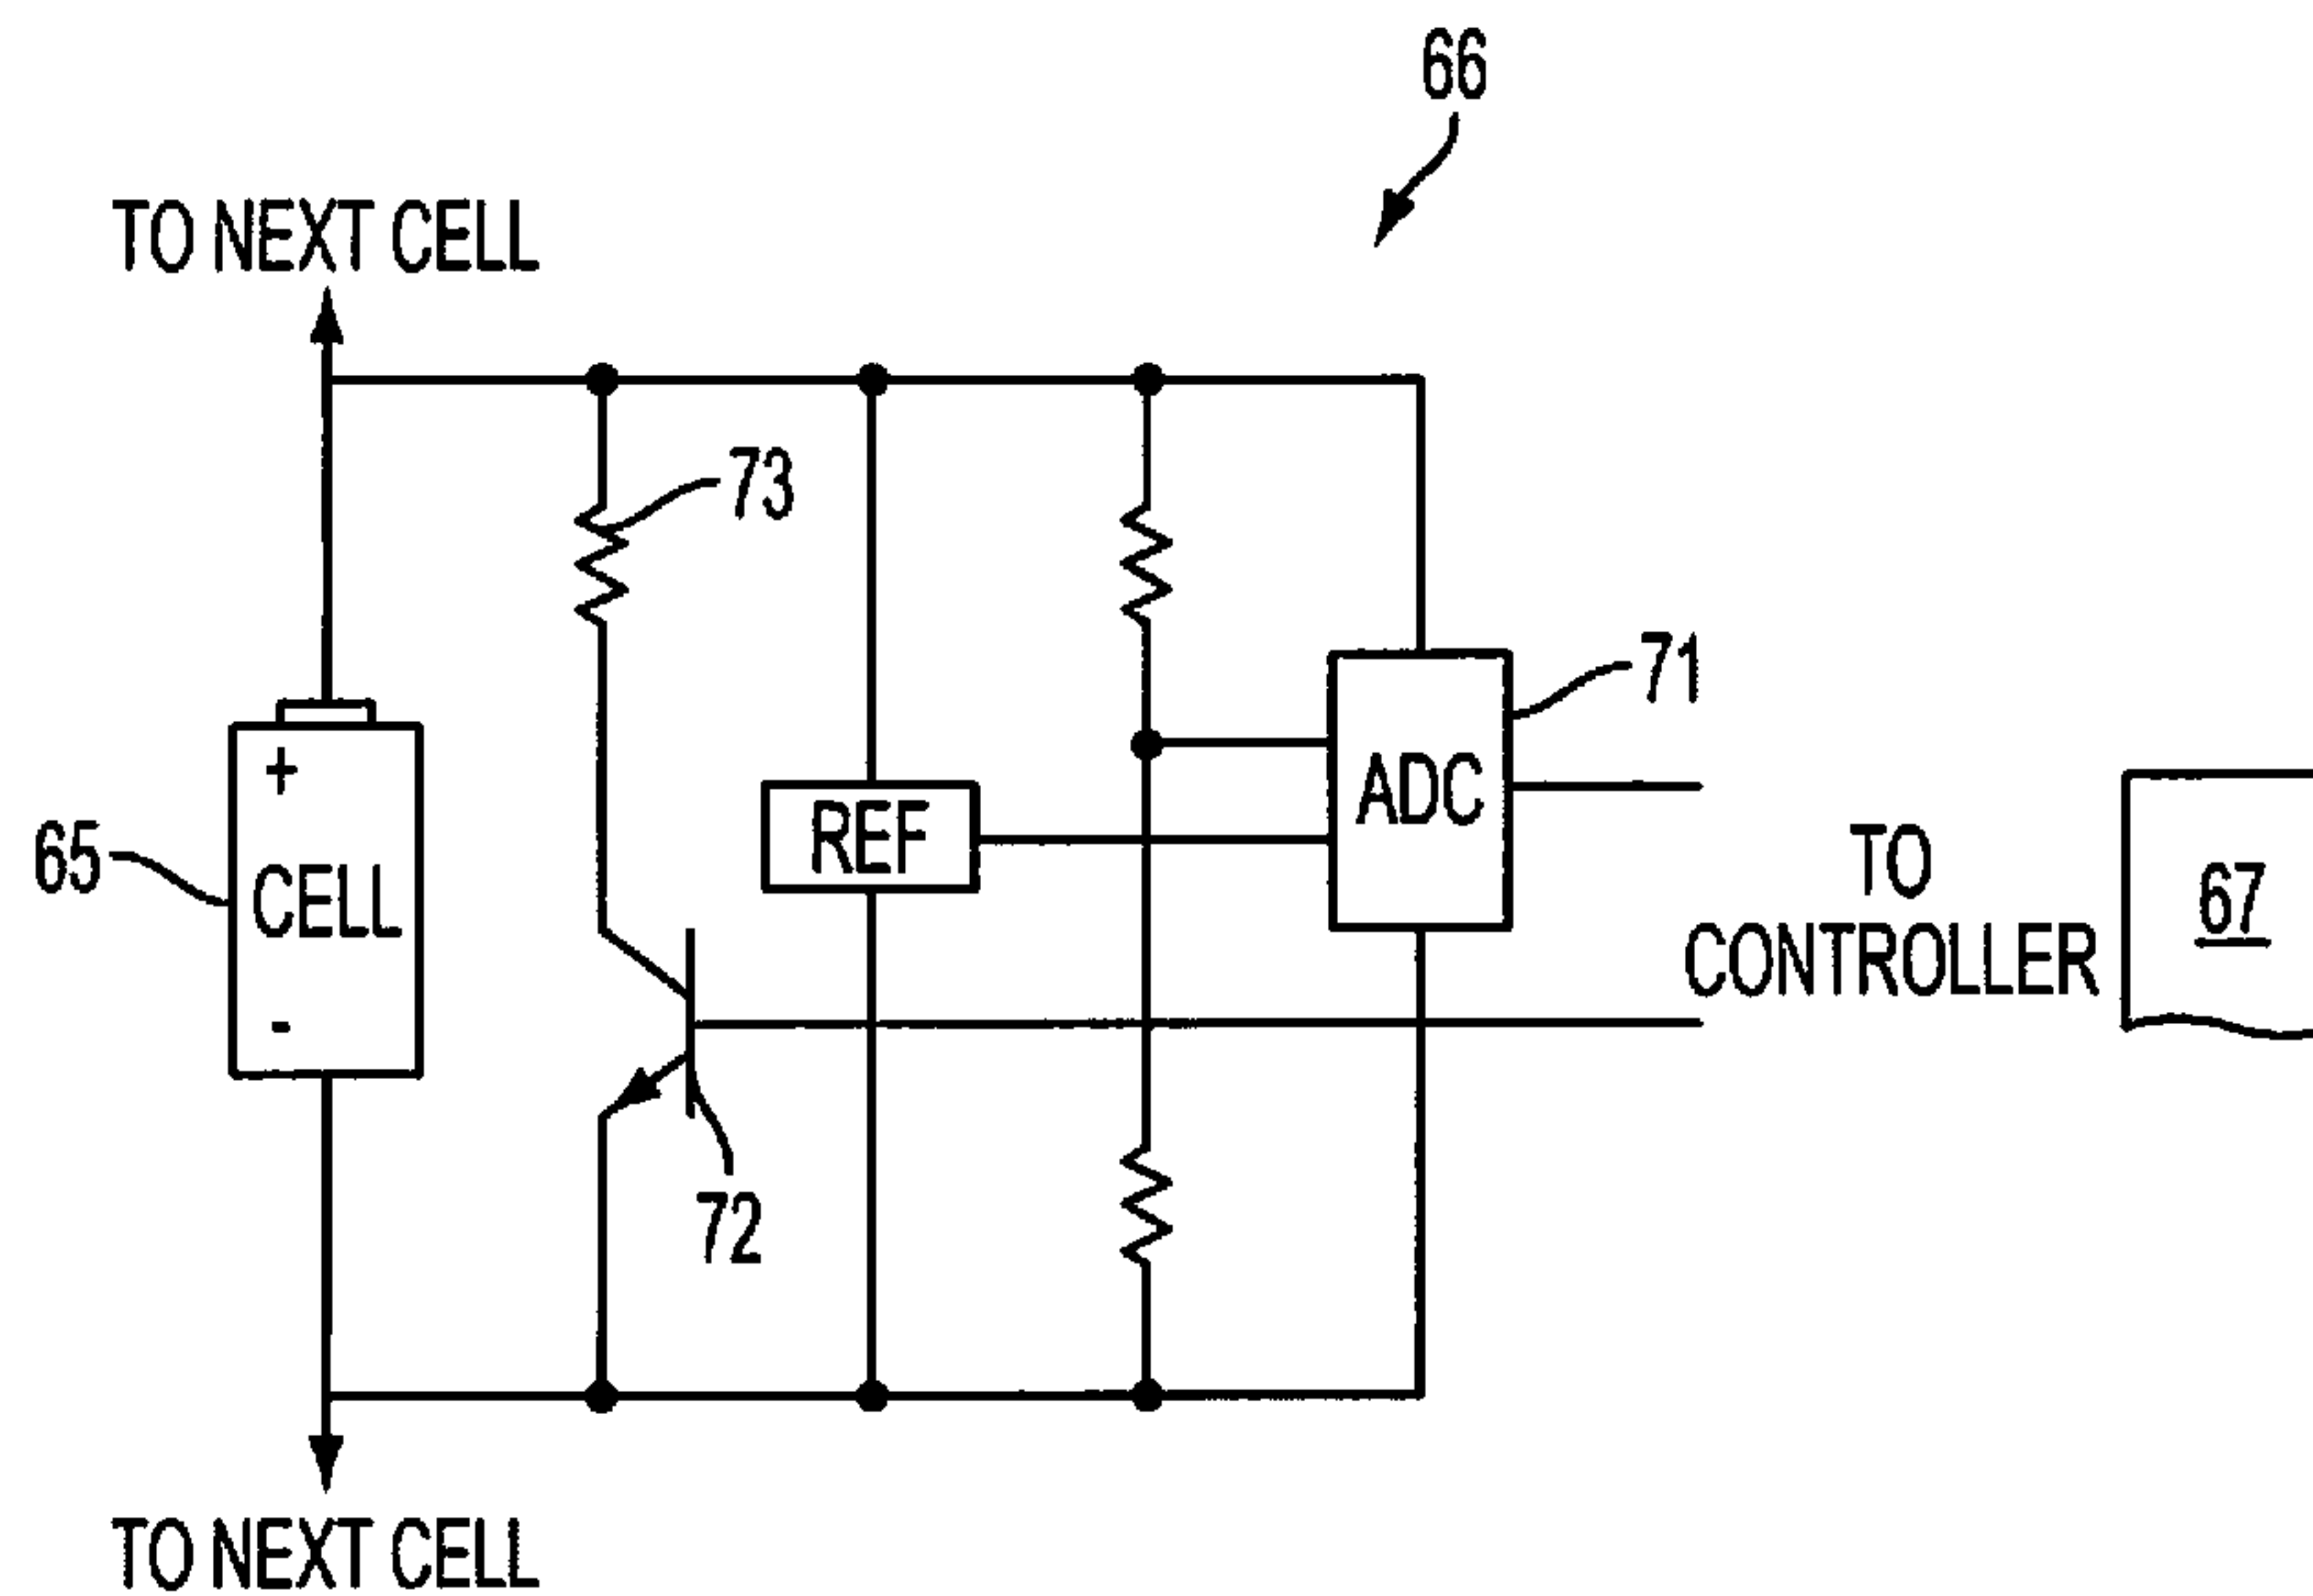 66
TO NEXT CELL
73
71
ADC
REF
65
+
CELL
-
TO
CONTROLLER
67
72
TO NEXT CELL